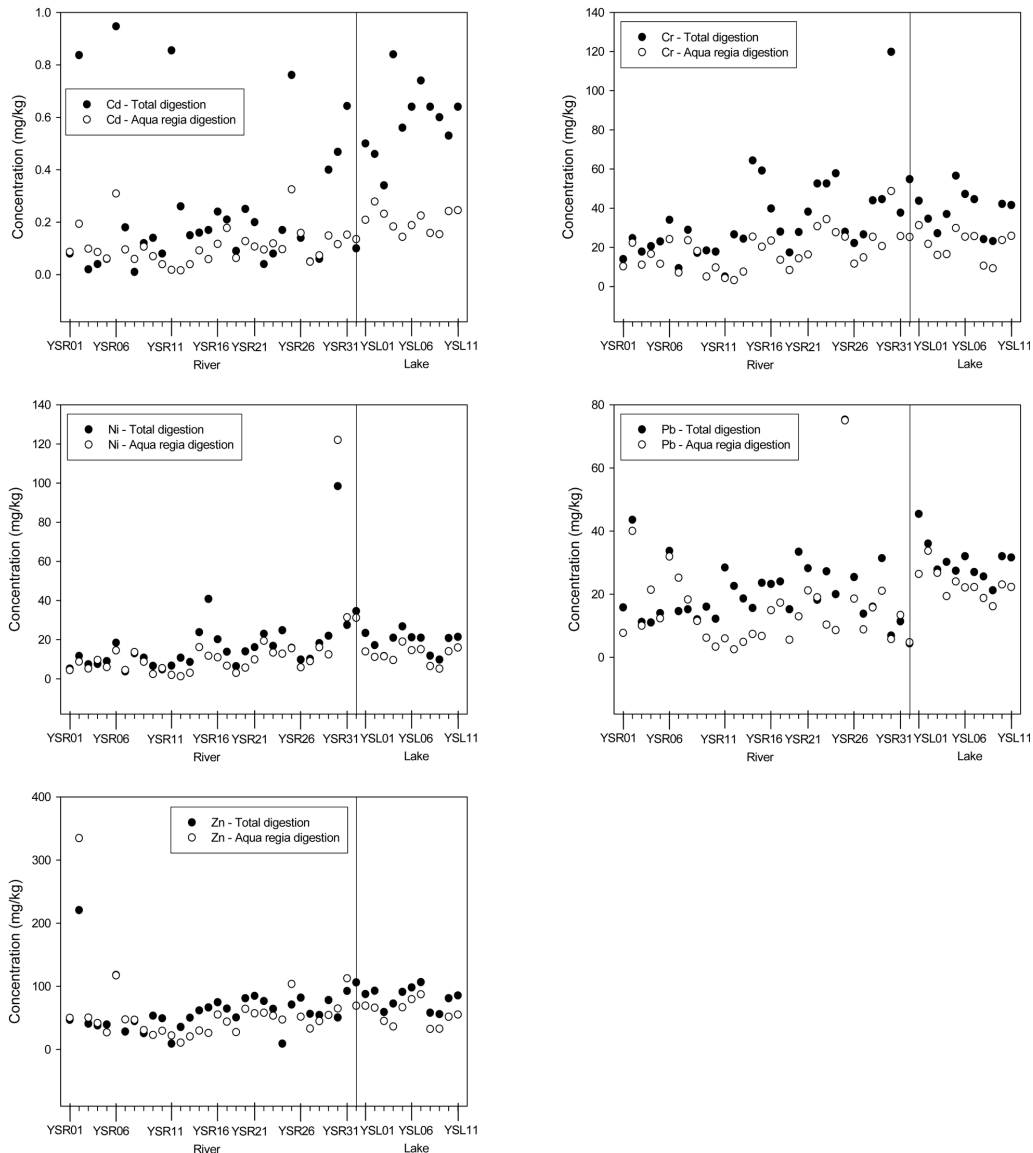 1.0
0.8
0.6
0.4
0.2
0.0
Concentration (mg/kg)
Cd - Total digestion
Cd - Aqua regia digestion
YSR01 YSR06 YSR11 YSR16 YSR21 YSR26 YSR31 YSL01 YSL06 YSL11
River Lake
140
120
100
80
60
40
20
0
Concentration (mg/kg)
Cr - Total digestion
Cr - Aqua regia digestion
YSR01 YSR06 YSR11 YSR16 YSR21 YSR26 YSR31 YSL01 YSL06 YSL11
River Lake
140
120
100
80
60
40
20
0
Concentration (mg/kg)
Ni - Total digestion
Ni - Aqua regia digestion
YSR01 YSR06 YSR11 YSR16 YSR21 YSR26 YSR31 YSL01 YSL06 YSL11
River Lake
80
60
40
20
0
Concentration (mg/kg)
Pb - Total digestion
Pb - Aqua regia digestion
YSR01 YSR06 YSR11 YSR16 YSR21 YSR26 YSR31 YSL01 YSL06 YSL11
River Lake
400
300
200
100
0
Concentration (mg/kg)
Zn - Total digestion
Zn - Aqua regia digestion
YSR01 YSR06 YSR11 YSR16 YSR21 YSR26 YSR31 YSL01 YSL06 YSL11
River Lake